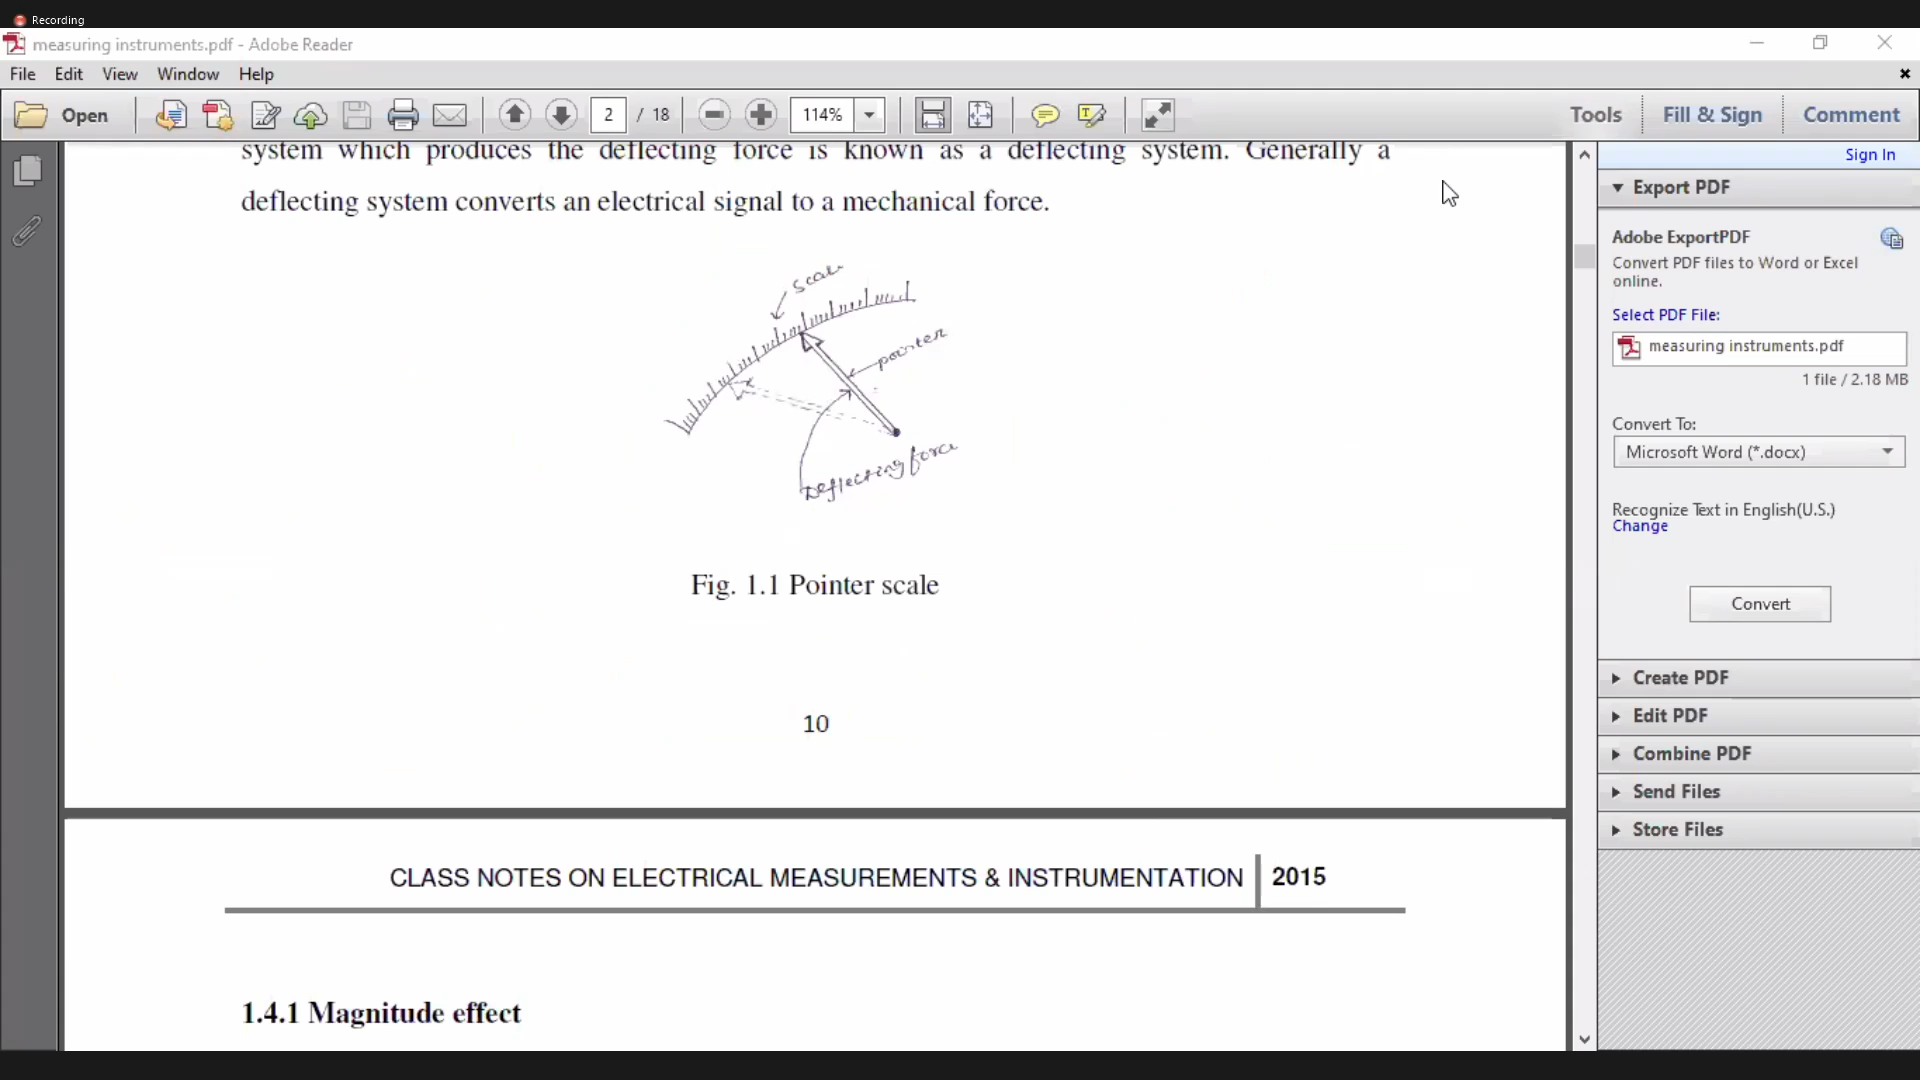 Recording
measuring instruments.pdf - Adobe Reader
File Edit View Window Help
Open 2 / 18 114% Tools Fill & Sign Comment
system which produces the deflecting force is known as a deflecting system. Generally a
deflecting system converts an electrical signal to a mechanical force.
scale
pointer
Deflecting force
Fig. 1.1 Pointer scale
10
CLASS NOTES ON ELECTRICAL MEASUREMENTS & INSTRUMENTATION 2015
1.4.1 Magnitude effect
Sign In
Export PDF
Adobe ExportPDF
Convert PDF files to Word or Excel
online.
Select PDF File:
measuring instruments.pdf
1 file / 2.18 MB
Convert To:
Microsoft Word (*.docx)
Recognize Text in English(U.S.)
Change
Convert
Create PDF
Edit PDF
Combine PDF
Send Files
Store Files